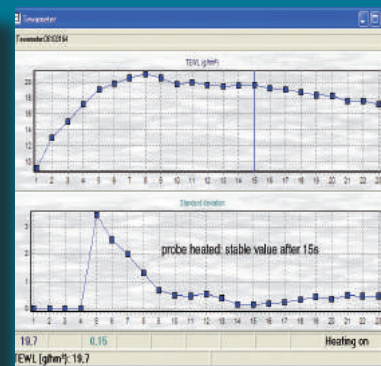 Tewameter
TEWL (g/hm²)
20
18
16
14
12
10
1 2 3 4 5 6 7 8 9 10 11 12 13 14 15 16 17 18 19 20 21 22 23
Standard deviation
3
2
1
0
probe heated: stable value after 15s
1 2 3 4 5 6 7 8 9 10 11 12 13 14 15 16 17 18 19 20 21 22 23
19.7 0.15 Heating on
TEWL [g/hm²]: 19.7